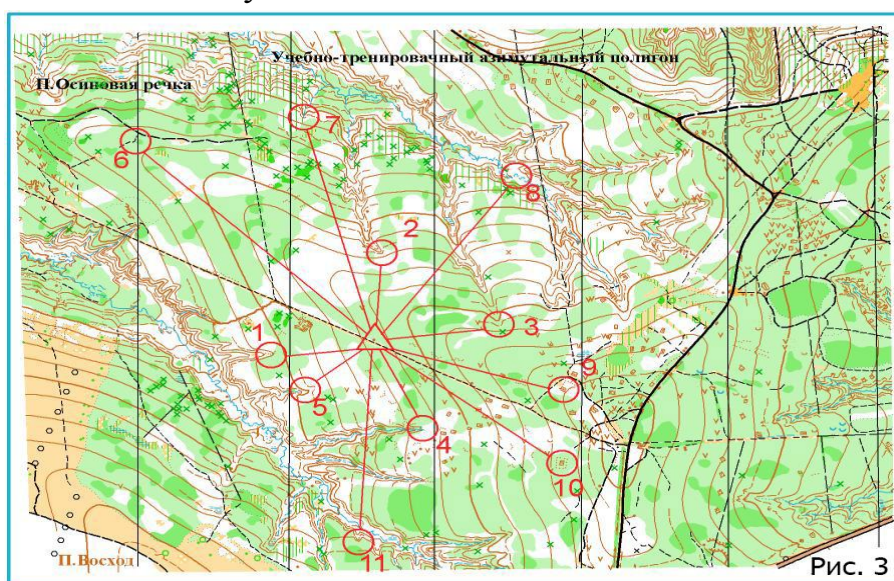 Учебно-тренировачный азимутальный полигон
П.Осиновая речка
7
6
8
2
3
1
9
5
4
10
11
П.Восход
Рис. 3